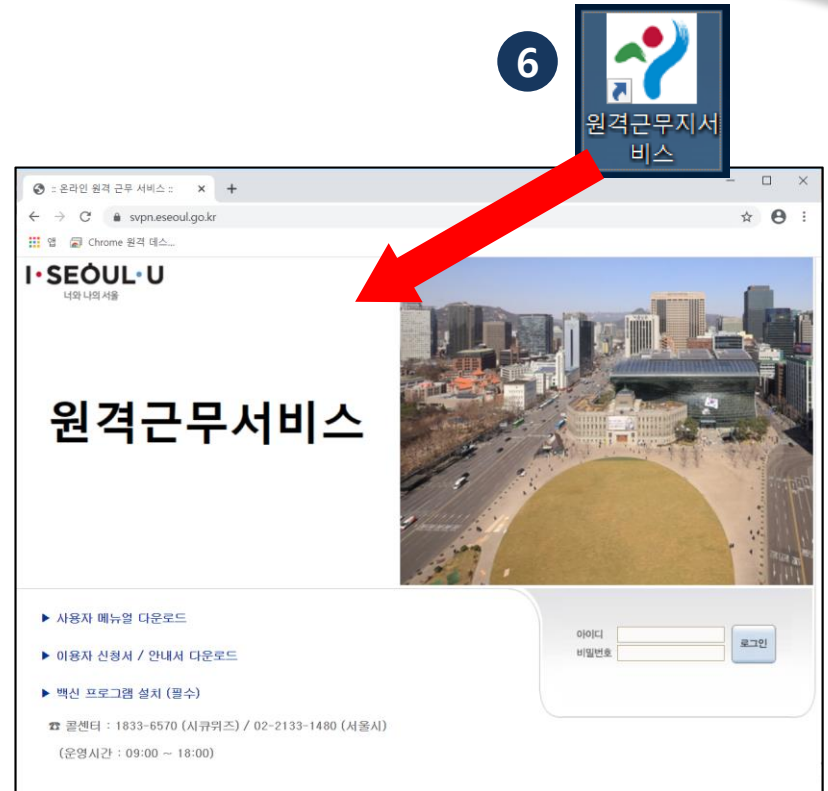 6
원격근무지서
비스
:: 온라인 원격 근무 서비스 ::
svpn.eseoul.go.kr
앱 Chrome 원격 데스...
I·SEOUL·U
너와 나의 서울
원격근무서비스
▶ 사용자 메뉴얼 다운로드
▶ 이용자 신청서 / 안내서 다운로드
▶ 백신 프로그램 설치 (필수)
☎ 콜센터 : 1833-6570 (시큐위즈) / 02-2133-1480 (서울시)
(운영시간 : 09:00 ~ 18:00)
아이디
비밀번호
로그인